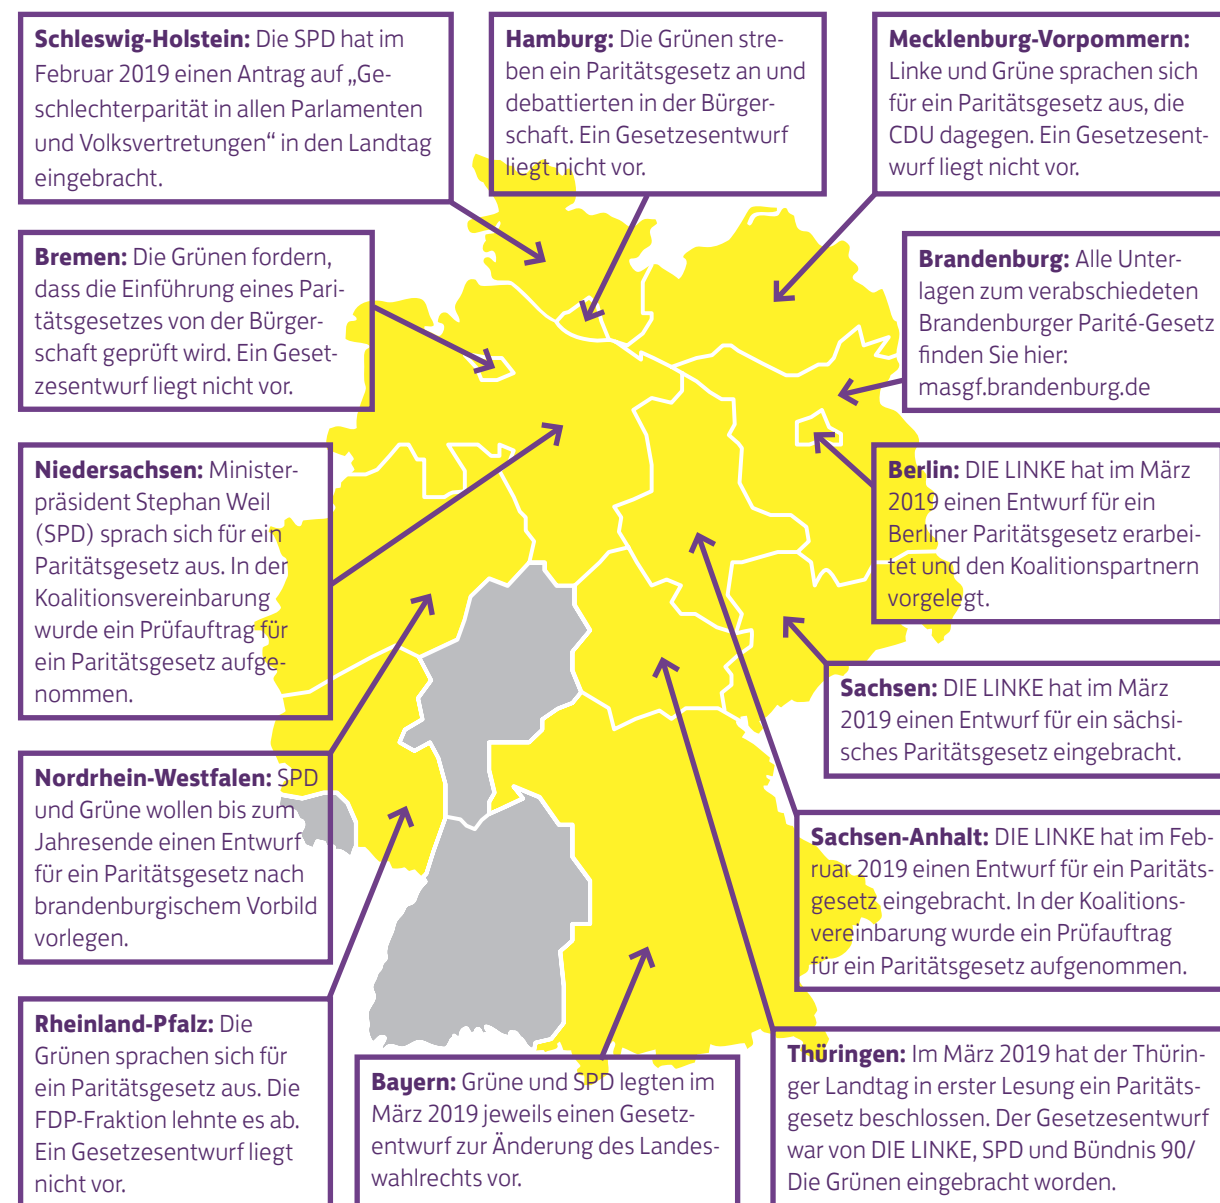 Schleswig-Holstein: Die SPD hat im
Februar 2019 einen Antrag auf „Ge-
schlechterparität in allen Parlamenten
und Volksvertretungen“ in den Landtag
eingebracht.
Hamburg: Die Grünen stre-
ben ein Paritätsgesetz an und
debattierten in der Bürger-
schaft. Ein Gesetzesentwurf
liegt nicht vor.
Mecklenburg-Vorpommern:
Linke und Grüne sprachen sich
für ein Paritätsgesetz aus, die
CDU dagegen. Ein Gesetzesent-
wurf liegt nicht vor.
Bremen: Die Grünen fordern,
dass die Einführung eines Pari-
tätsgesetzes von der Bürger-
schaft geprüft wird. Ein Geset-
zesentwurf liegt nicht vor.
Brandenburg: Alle Unter-
lagen zum verabschiedeten
Brandenburger Parité-Gesetz
finden Sie hier:
masgf.brandenburg.de
Niedersachsen: Minister-
präsident Stephan Weil
(SPD) sprach sich für ein
Paritätsgesetz aus. In der
Koalitionsvereinbarung
wurde ein Prüfauftrag für
ein Paritätsgesetz aufge-
nommen.
Berlin: DIE LINKE hat im März
2019 einen Entwurf für ein
Berliner Paritätsgesetz erarbei-
tet und den Koalitionspartnern
vorgelegt.
Sachsen: DIE LINKE hat im März
2019 einen Entwurf für ein sächsi-
sches Paritätsgesetz eingebracht.
Nordrhein-Westfalen: SPD
und Grüne wollen bis zum
Jahresende einen Entwurf
für ein Paritätsgesetz nach
brandenburgischem Vorbild
vorlegen.
Sachsen-Anhalt: DIE LINKE hat im Feb-
ruar 2019 einen Entwurf für ein Paritäts-
gesetz eingebracht. In der Koalitions-
vereinbarung wurde ein Prüfauftrag
für ein Paritätsgesetz aufgenommen.
Rheinland-Pfalz: Die
Grünen sprachen sich für
ein Paritätsgesetz aus. Die
FDP-Fraktion lehnte es ab.
Ein Gesetzesentwurf liegt
nicht vor.
Bayern: Grüne und SPD legten im
März 2019 jeweils einen Gesetz-
entwurf zur Änderung des Landes-
wahlrechts vor.
Thüringen: Im März 2019 hat der Thürin-
ger Landtag in erster Lesung ein Paritäts-
gesetz beschlossen. Der Gesetzesentwurf
war von DIE LINKE, SPD und Bündnis 90/
Die Grünen eingebracht worden.